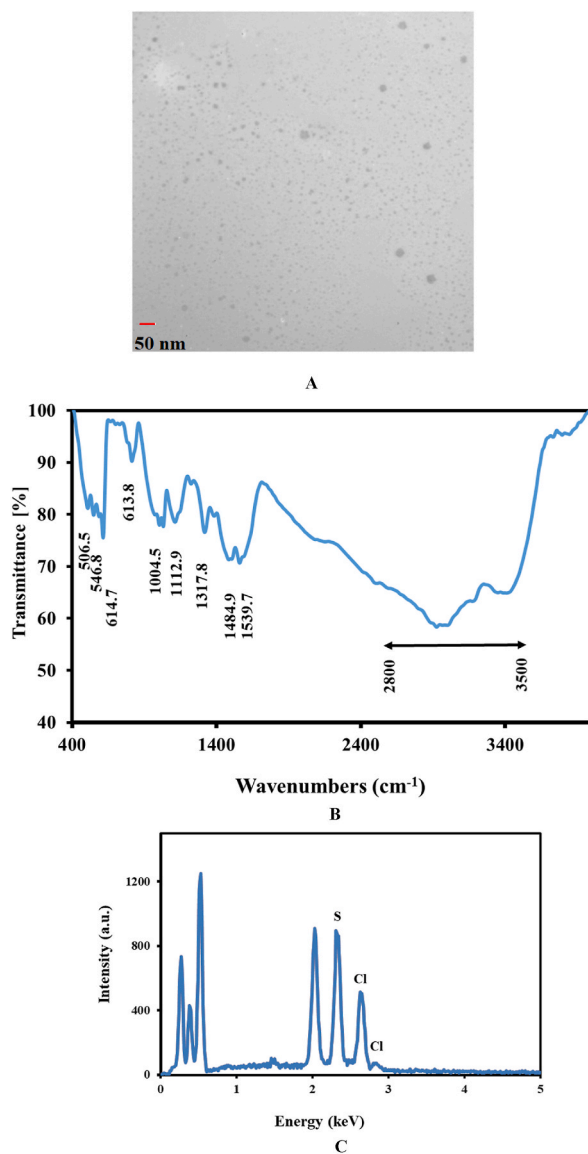 50 nm
A
100
90
80
70
60
50
40
Transmittance [%]
506.5
546.8
614.7
613.8
1004.5
1112.9
1317.8
1484.9
1539.7
2800
3500
400 1400 2400 3400
Wavenumbers (cm-1)
B
1200
800
400
0
Intensity (a.u.)
S
Cl
Cl
0 1 2 3 4 5
Energy (keV)
C